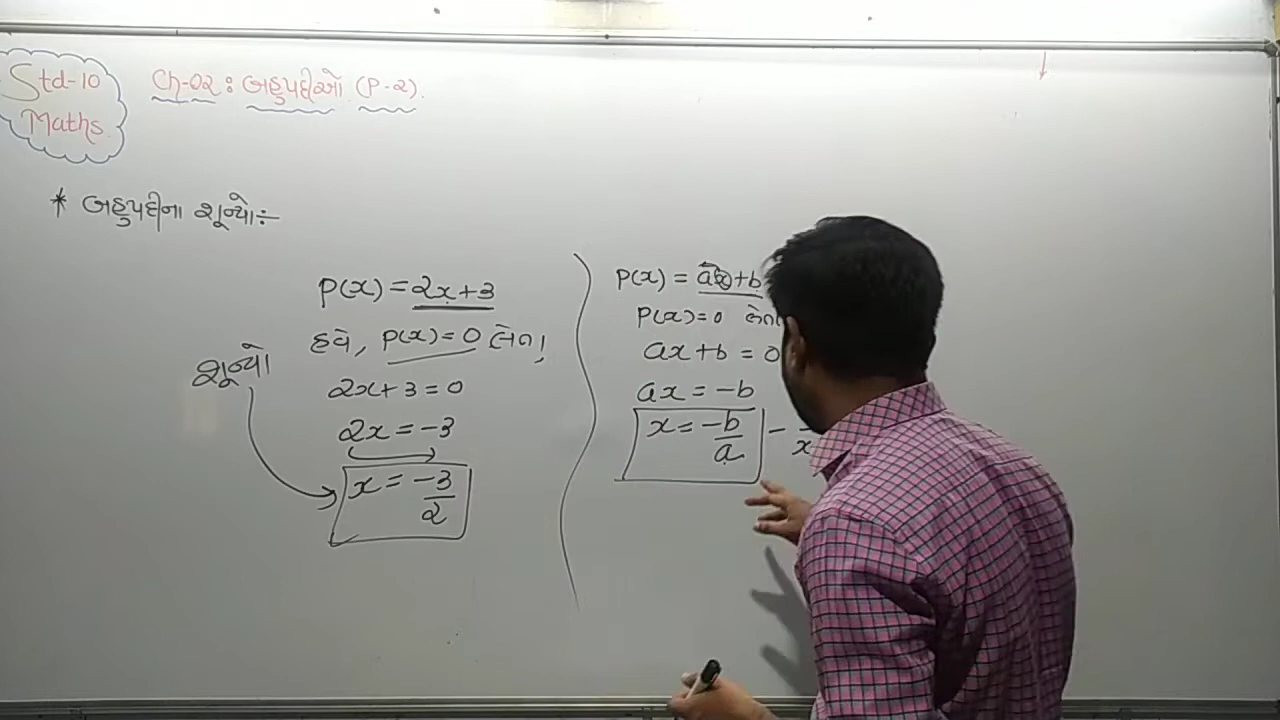 Std-10
Maths
Ch-02 : બહુપદીઓ (P-2).
* બહુપદીના શૂન્યો :-
P(x) = 2x+3
હવે, P(x) = 0 લેતા,
2x+3 = 0
2x = -3
x = -3/2
શૂન્યો
P(x) = ax+b
P(x) = 0
ax+b = 0
ax = -b
x = -b/a